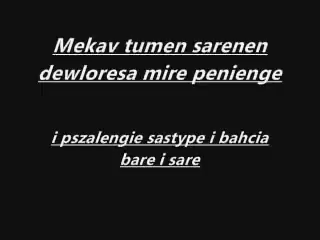 Mekav tumen sarenen
dewloresa mire penienge
i pszalengie sastype i bahcia
bare i sare